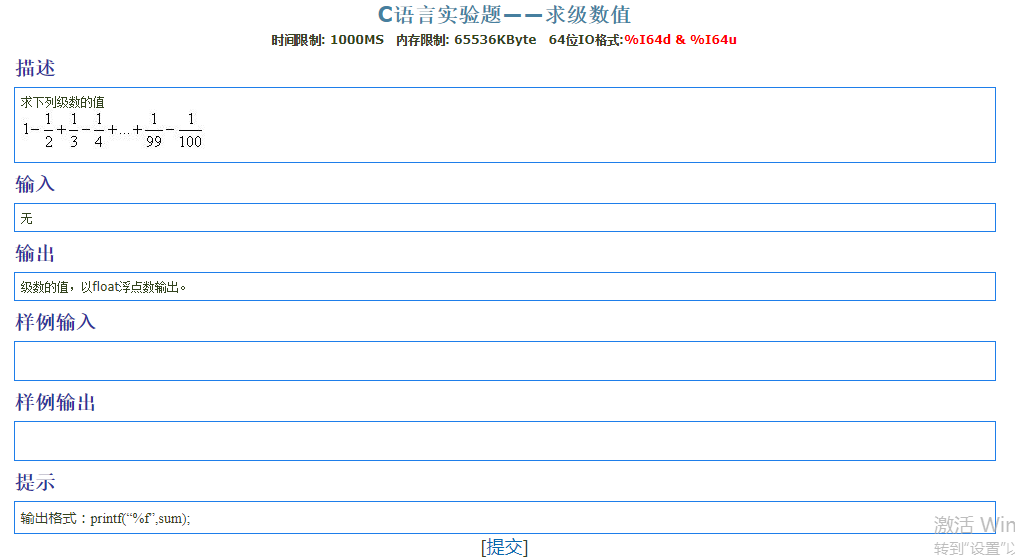 C语言实验题——求级数值
时间限制: 1000MS 内存限制: 65536KByte 64位IO格式:%I64d & %I64u
描述
求下列级数的值
1-1/2+1/3-1/4+...+1/99-1/100
输入
无
输出
级数的值，以float浮点数输出。
样例输入
样例输出
提示
输出格式：printf(“%f”,sum);
激活 Win
[提交]
转到“设置”以